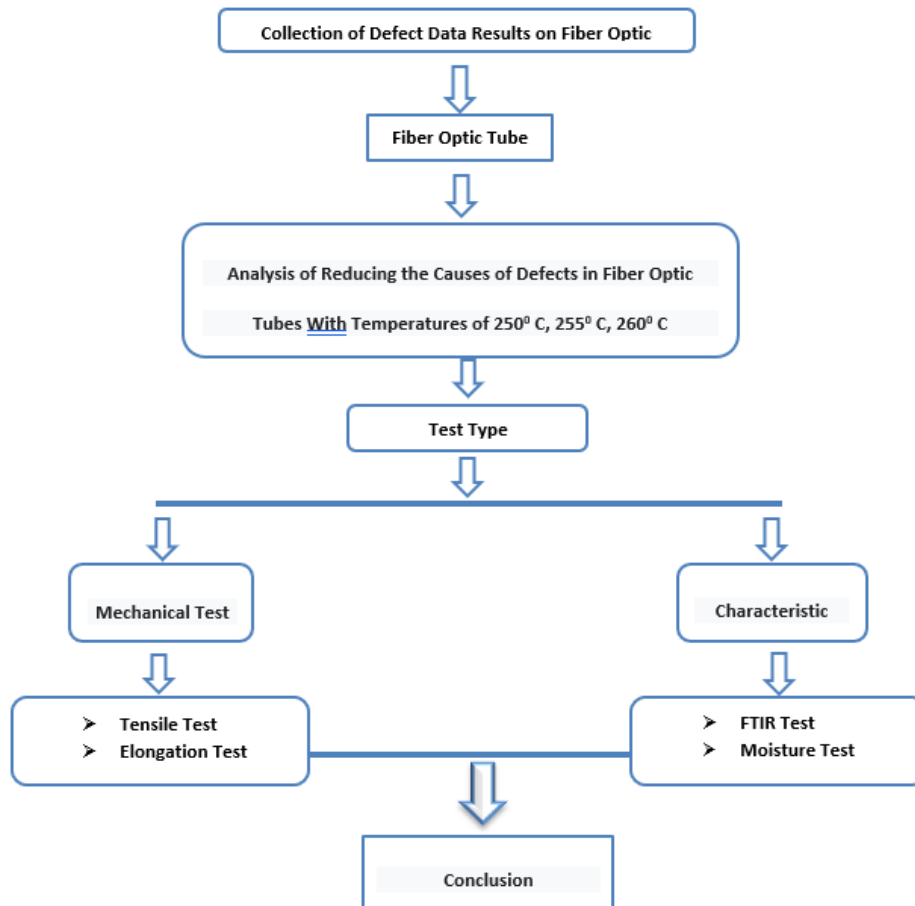 Collection of Defect Data Results on Fiber Optic
Fiber Optic Tube
Analysis of Reducing the Causes of Defects in Fiber Optic
Tubes With Temperatures of 250⁰ C, 255⁰ C, 260⁰ C
Test Type
Mechanical Test
Characteristic
➢ Tensile Test
➢ Elongation Test
➢ FTIR Test
➢ Moisture Test
Conclusion